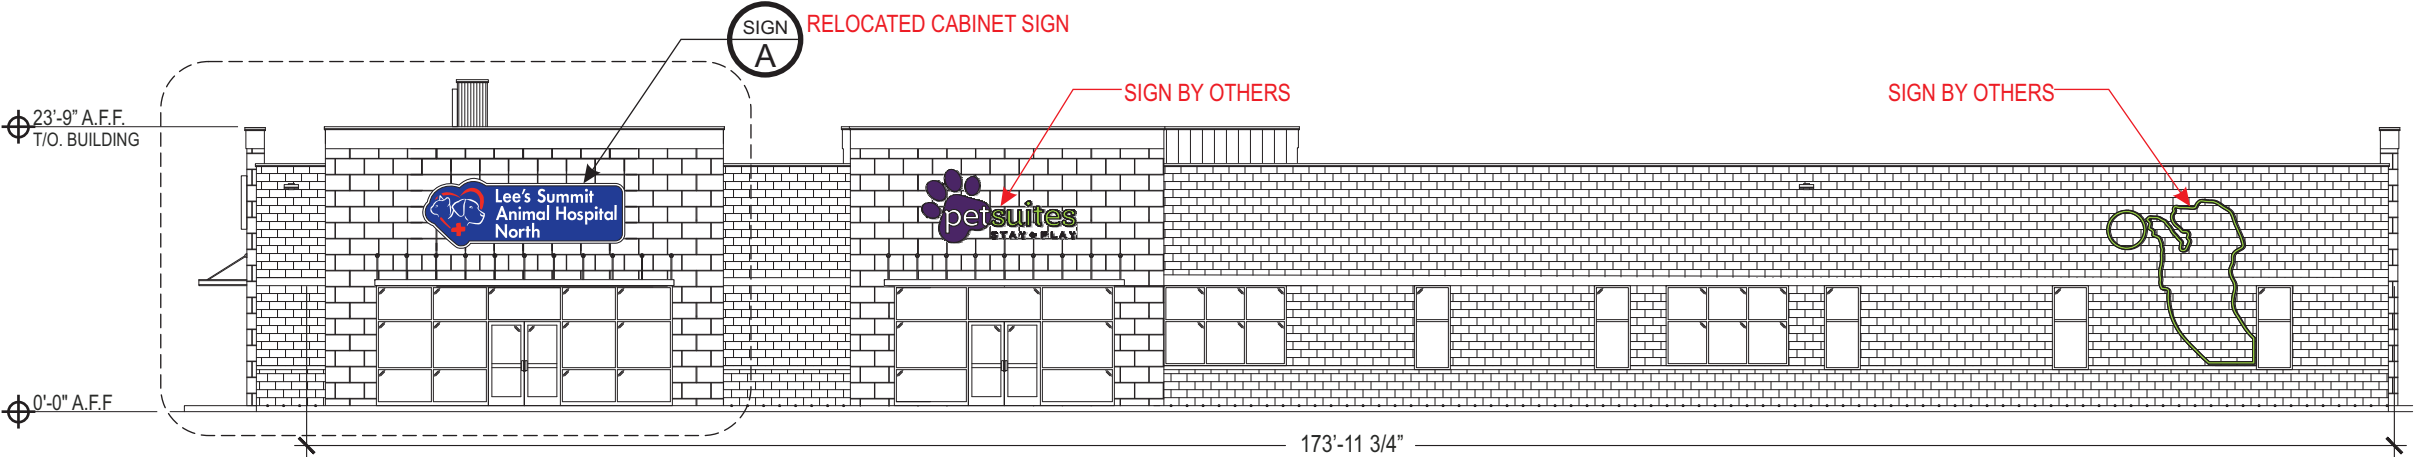 SIGN
A
RELOCATED CABINET SIGN
SIGN BY OTHERS
SIGN BY OTHERS
23'-9" A.F.F.
T/O. BUILDING
Lee's Summit
Animal Hospital
North
petsuites
STAY PLAY
0'-0" A.F.F
173'-11 3/4"